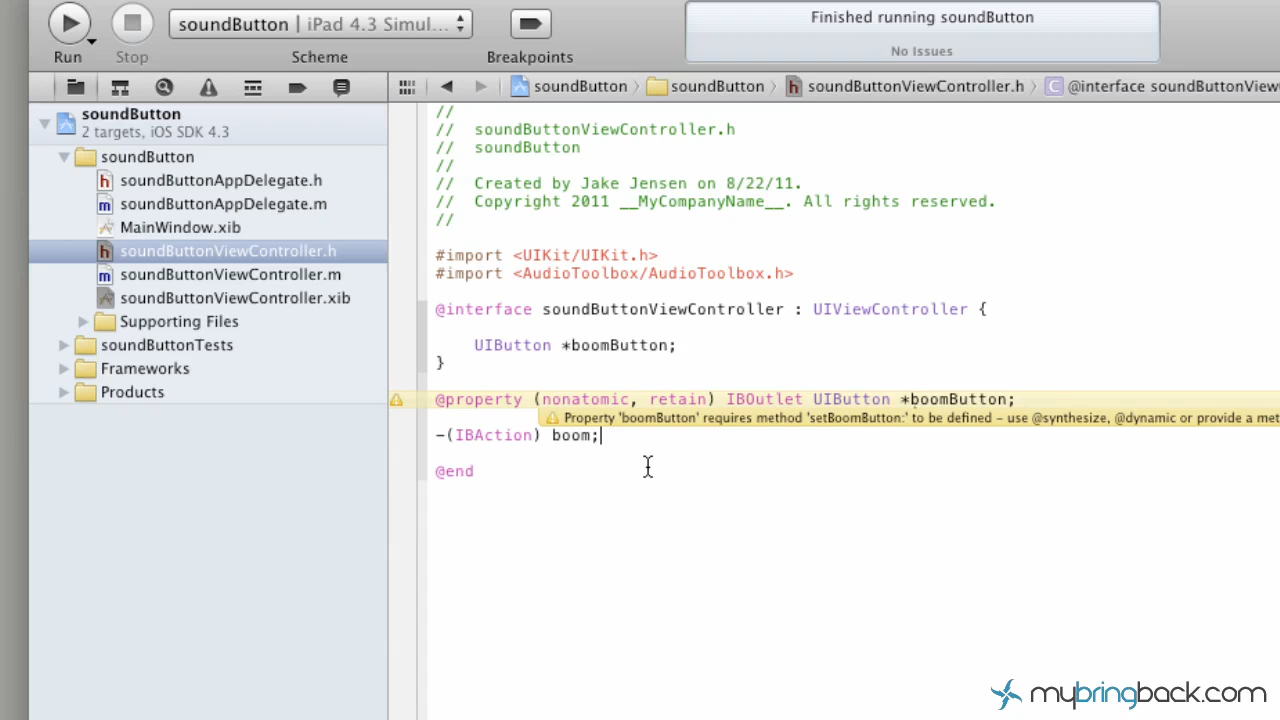 soundButton | iPad 4.3 Simul...
Finished running soundButton
No Issues
Run
Stop
Scheme
Breakpoints
soundButton
soundButton
soundButtonViewController.h
@interface soundButtonView
soundButton
2 targets, iOS SDK 4.3
soundButton
soundButtonAppDelegate.h
soundButtonAppDelegate.m
MainWindow.xib
soundButtonViewController.h
soundButtonViewController.m
soundButtonViewController.xib
Supporting Files
soundButtonTests
Frameworks
Products
//
// soundButtonViewController.h
// soundButton
//
// Created by Jake Jensen on 8/22/11.
// Copyright 2011 __MyCompanyName__. All rights reserved.
//
#import <UIKit/UIKit.h>
#import <AudioToolbox/AudioToolbox.h>
@interface soundButtonViewController : UIViewController {
UIButton *boomButton;
}
@property (nonatomic, retain) IBOutlet UIButton *boomButton;
Property 'boomButton' requires method 'setBoomButton:' to be defined - use @synthesize, @dynamic or provide a met
-(IBAction) boom;
@end
mybringback.com